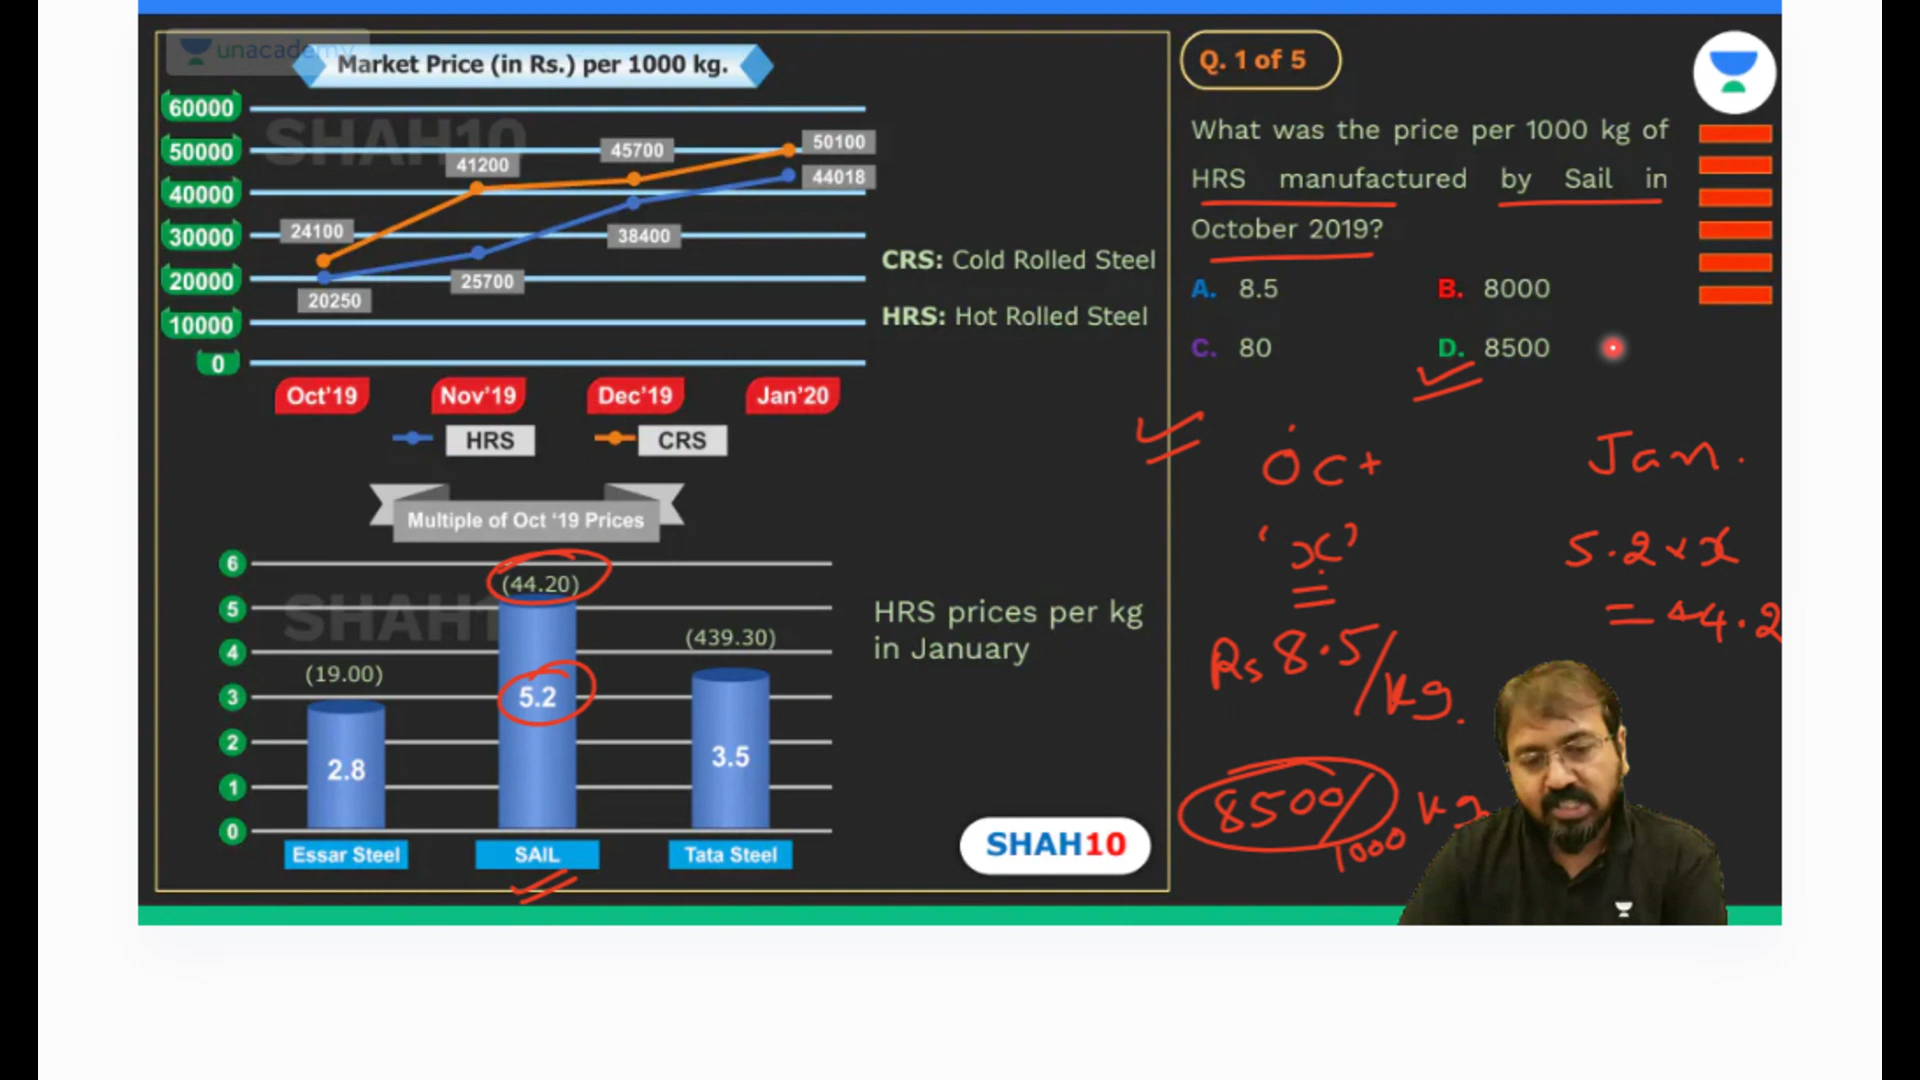 unacademy
Market Price (in Rs.) per 1000 kg.
60000
50000
40000
30000
20000
10000
0
SHAH10
24100
41200
45700
50100
20250
25700
38400
44018
Oct'19
Nov'19
Dec'19
Jan'20
HRS
CRS
CRS: Cold Rolled Steel
HRS: Hot Rolled Steel
Multiple of Oct '19 Prices
6
5
4
3
2
1
0
SHAH1
(19.00)
(44.20)
(439.30)
2.8
5.2
3.5
Essar Steel
SAIL
Tata Steel
HRS prices per kg
in January
SHAH10
Q. 1 of 5
What was the price per 1000 kg of
HRS manufactured by Sail in
October 2019?
A. 8.5
B. 8000
C. 80
D. 8500
Oct
Jan.
'x'
5.2 x x
= 44.2
Rs 8.5/kg.
8500/1000 kg